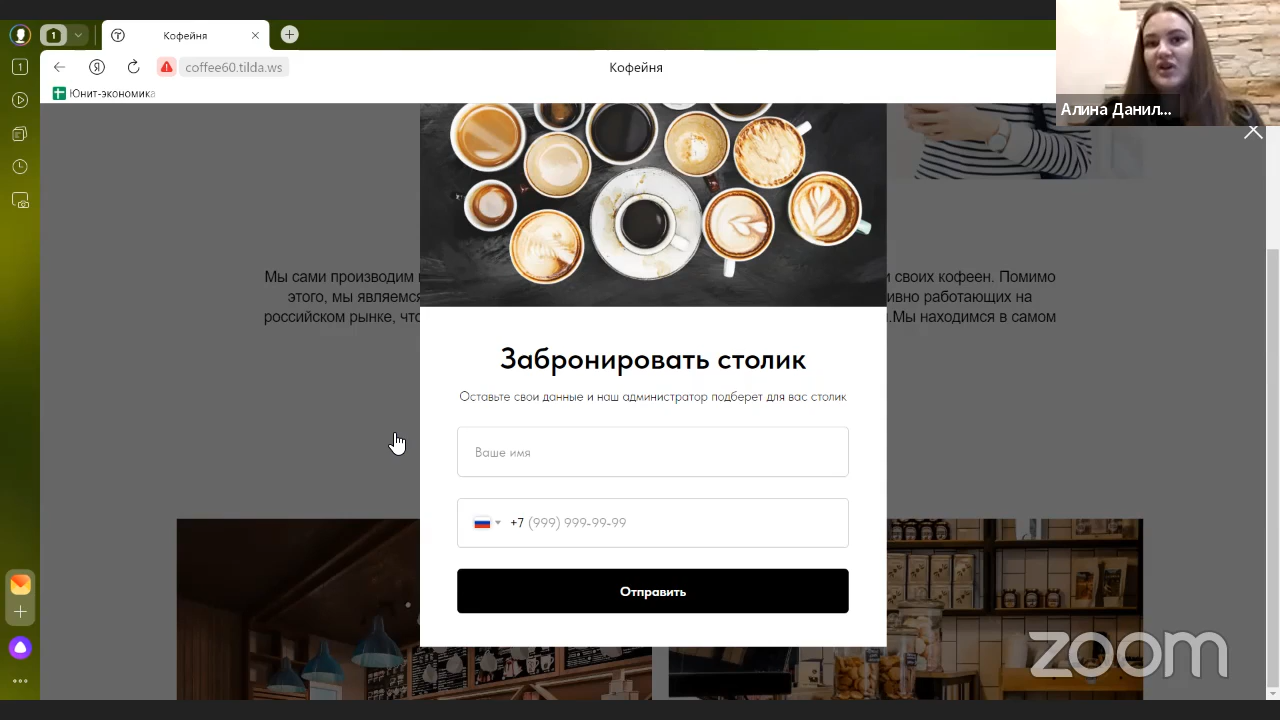 1
Кофейня
1
coffee60.tilda.ws
Кофейня
Юнит-экономика
Алина Данил...
Мы сами производим
и своих кофеен. Помимо
этого, мы являемся
ивно работающих на
российском рынке, что
.Мы находимся в самом
Забронировать столик
Оставьте свои данные и наш администратор подберет для вас столик
Ваше имя
+7 (999) 999-99-99
Отправить
zoom